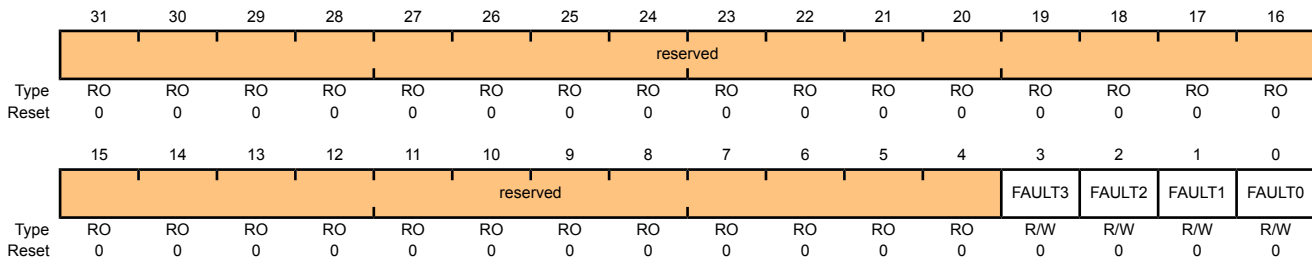 31 30 29 28 27 26 25 24 23 22 21 20 19 18 17 16
reserved
Type RO RO RO RO RO RO RO RO RO RO RO RO RO RO RO RO
Reset 0 0 0 0 0 0 0 0 0 0 0 0 0 0 0 0
15 14 13 12 11 10 9 8 7 6 5 4 3 2 1 0
reserved FAULT3 FAULT2 FAULT1 FAULT0
Type RO RO RO RO RO RO RO RO RO RO RO RO R/W R/W R/W R/W
Reset 0 0 0 0 0 0 0 0 0 0 0 0 0 0 0 0